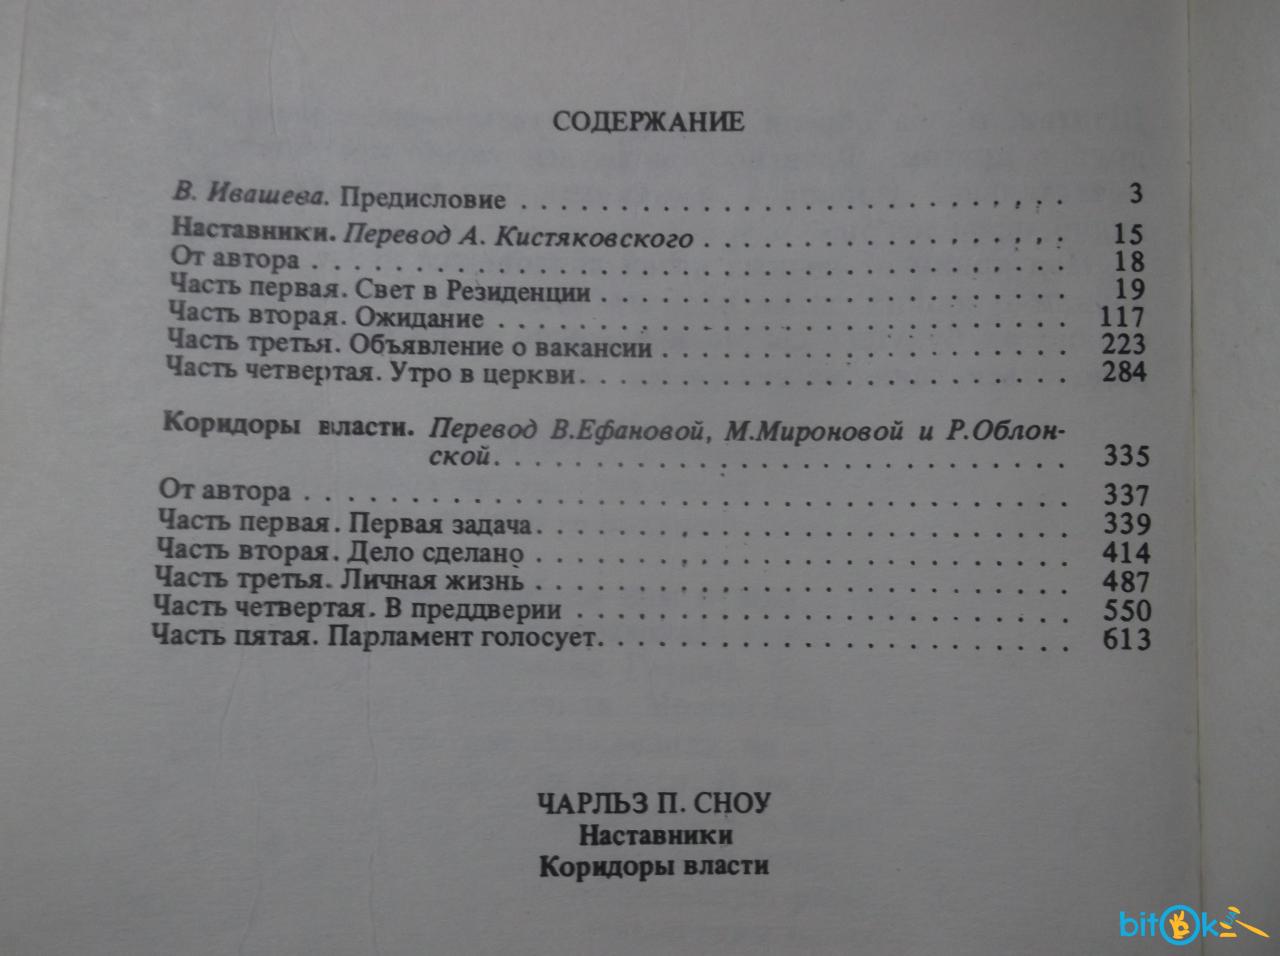 СОДЕРЖАНИЕ
В. Ивашева. Предисловие . . . . . . . . . . . . . . . . . . . . . . . . . . . . 3
Наставники. Перевод А. Кистяковского . . . . . . . . . . . . . . . . . . 15
От автора . . . . . . . . . . . . . . . . . . . . . . . . . . . . . . . . . . . . . 18
Часть первая. Свет в Резиденции . . . . . . . . . . . . . . . . . . . . . . . 19
Часть вторая. Ожидание . . . . . . . . . . . . . . . . . . . . . . . . . . . . 117
Часть третья. Объявление о вакансии . . . . . . . . . . . . . . . . . . . . 223
Часть четвертая. Утро в церкви. . . . . . . . . . . . . . . . . . . . . . . . 284
Коридоры власти. Перевод В.Ефановой, М.Мироновой и Р.Облон-
ской. . . . . . . . . . . . . . . . . . . . . . . . . . . . 335
От автора . . . . . . . . . . . . . . . . . . . . . . . . . . . . . . . . . . . . . 337
Часть первая. Первая задача. . . . . . . . . . . . . . . . . . . . . . . . . . 339
Часть вторая. Дело сделано . . . . . . . . . . . . . . . . . . . . . . . . . . 414
Часть третья. Личная жизнь . . . . . . . . . . . . . . . . . . . . . . . . . . 487
Часть четвертая. В преддверии . . . . . . . . . . . . . . . . . . . . . . . . 550
Часть пятая. Парламент голосует. . . . . . . . . . . . . . . . . . . . . . . 613
ЧАРЛЬЗ П. СНОУ
Наставники
Коридоры власти
bitOk